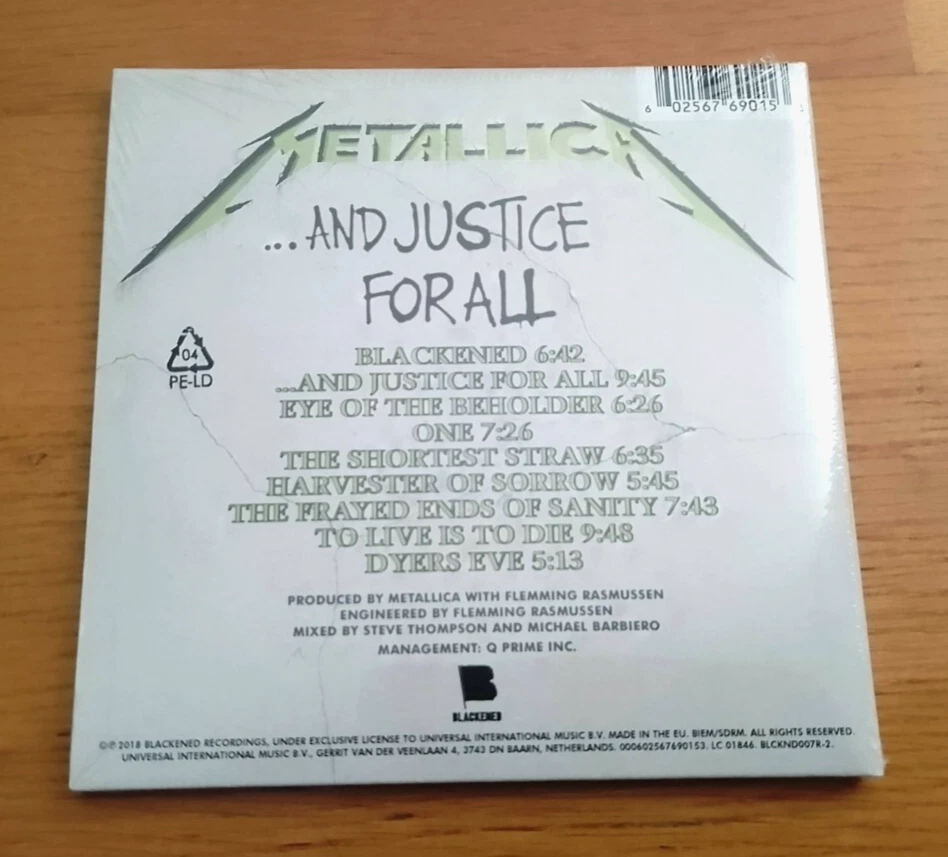 6 02567 69015 3
METALLICA
...AND JUSTICE
FOR ALL
04
PE-LD
BLACKENED 6:42
...AND JUSTICE FOR ALL 9:45
EYE OF THE BEHOLDER 6:26
ONE 7:26
THE SHORTEST STRAW 6:35
HARVESTER OF SORROW 5:45
THE FRAYED ENDS OF SANITY 7:43
TO LIVE IS TO DIE 9:48
DYERS EVE 5:13
PRODUCED BY METALLICA WITH FLEMMING RASMUSSEN
ENGINEERED BY FLEMMING RASMUSSEN
MIXED BY STEVE THOMPSON AND MICHAEL BARBIERO
MANAGEMENT: Q PRIME INC.
B
BLACKENED
©℗ 2018 BLACKENED RECORDINGS, UNDER EXCLUSIVE LICENSE TO UNIVERSAL INTERNATIONAL MUSIC B.V. MADE IN THE EU. BIEM/SDRM. ALL RIGHTS RESERVED.
UNIVERSAL INTERNATIONAL MUSIC B.V., GERRIT VAN DER VEENLAAN 4, 3743 DN BAARN, NETHERLANDS. 000602567690153. LC 01846. BLCKND007R-2.